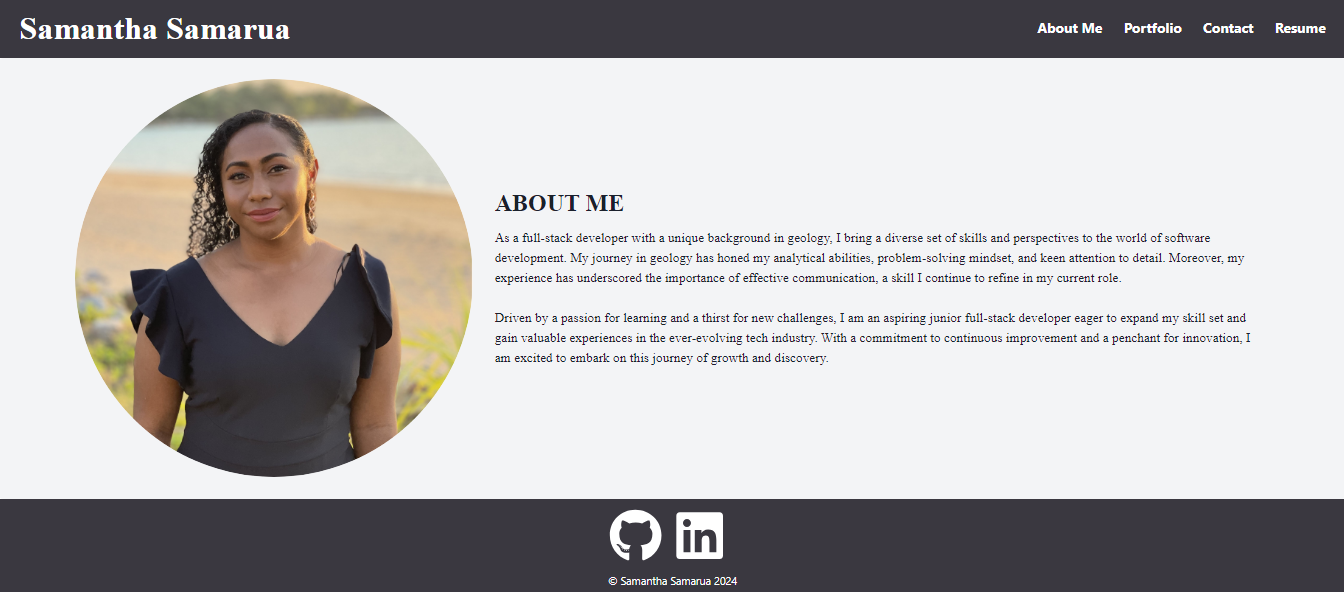 Samantha Samarua
About Me Portfolio Contact Resume
ABOUT ME
As a full-stack developer with a unique background in geology, I bring a diverse set of skills and perspectives to the world of software
development. My journey in geology has honed my analytical abilities, problem-solving mindset, and keen attention to detail. Moreover, my
experience has underscored the importance of effective communication, a skill I continue to refine in my current role.
Driven by a passion for learning and a thirst for new challenges, I am an aspiring junior full-stack developer eager to expand my skill set and
gain valuable experiences in the ever-evolving tech industry. With a commitment to continuous improvement and a penchant for innovation, I
am excited to embark on this journey of growth and discovery.
in
© Samantha Samarua 2024